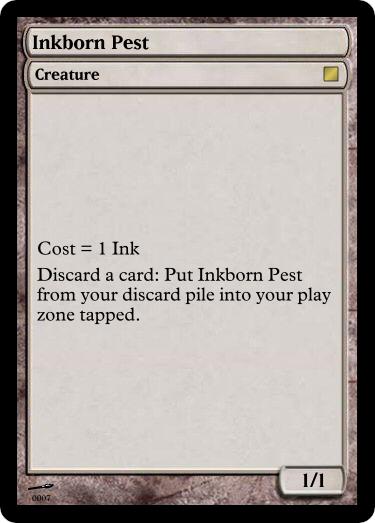 Inkborn Pest
Creature
Cost = 1 Ink
Discard a card: Put Inkborn Pest
from your discard pile into your play
zone tapped.
1/1
0007